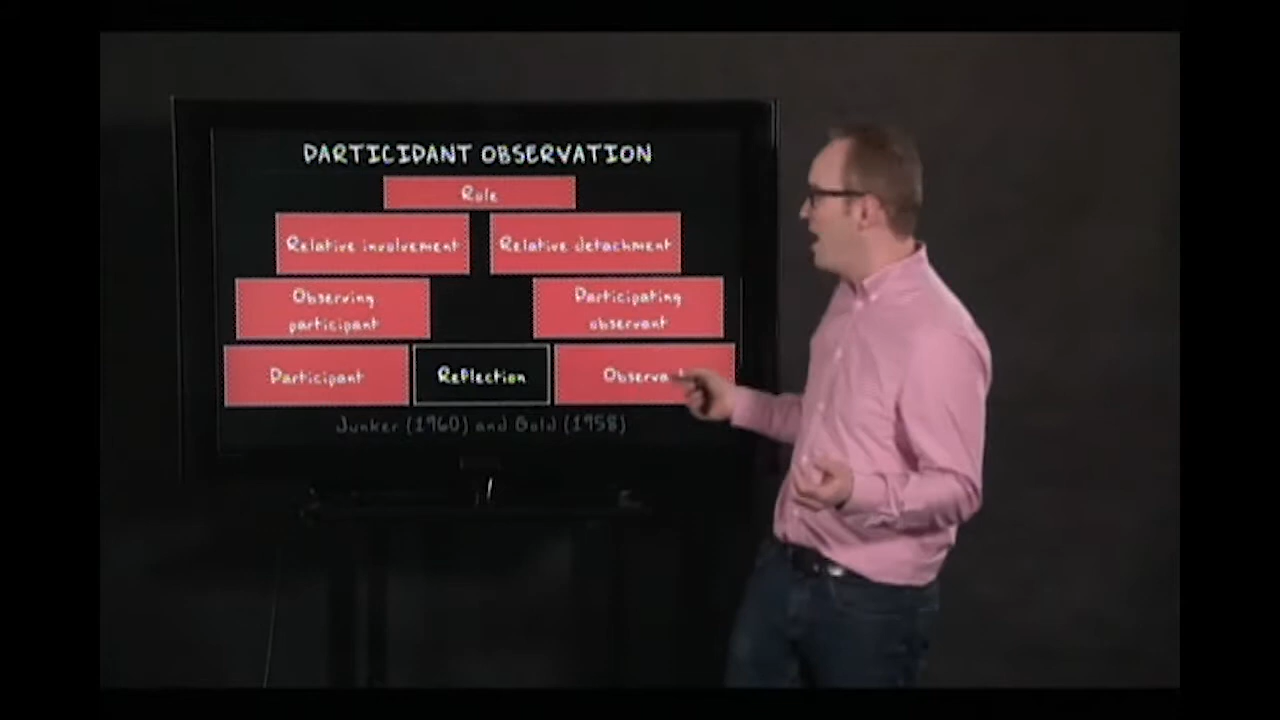 PARTICIPANT OBSERVATION
Role
Relative involvement
Relative detachment
Observing
participant
Participating
observant
Participant
Reflection
Junker (1960) and Gold (1958)